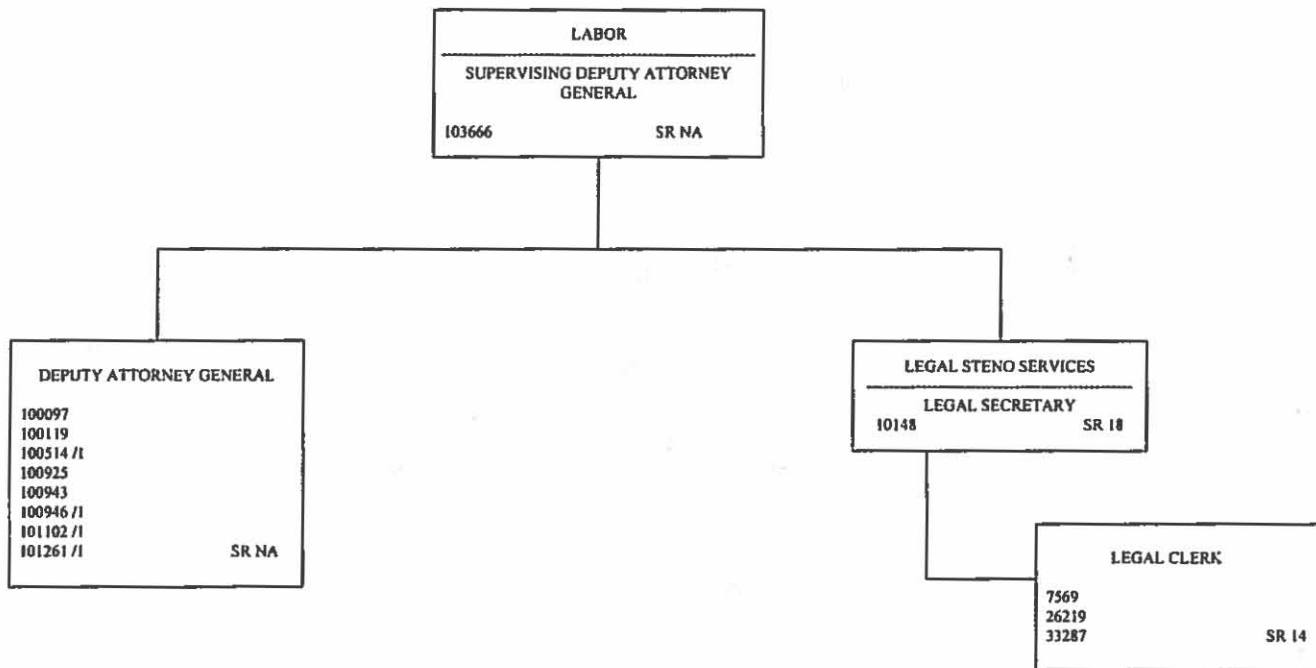 LABOR
SUPERVISING DEPUTY ATTORNEY
GENERAL
103666 SR NA
DEPUTY ATTORNEY GENERAL
100097
100119
100514 /1
100925
100943
100946 /1
101102 /1
101261 /1 SR NA
LEGAL STENO SERVICES
LEGAL SECRETARY
10148 SR 18
LEGAL CLERK
7569
26219
33287 SR 14